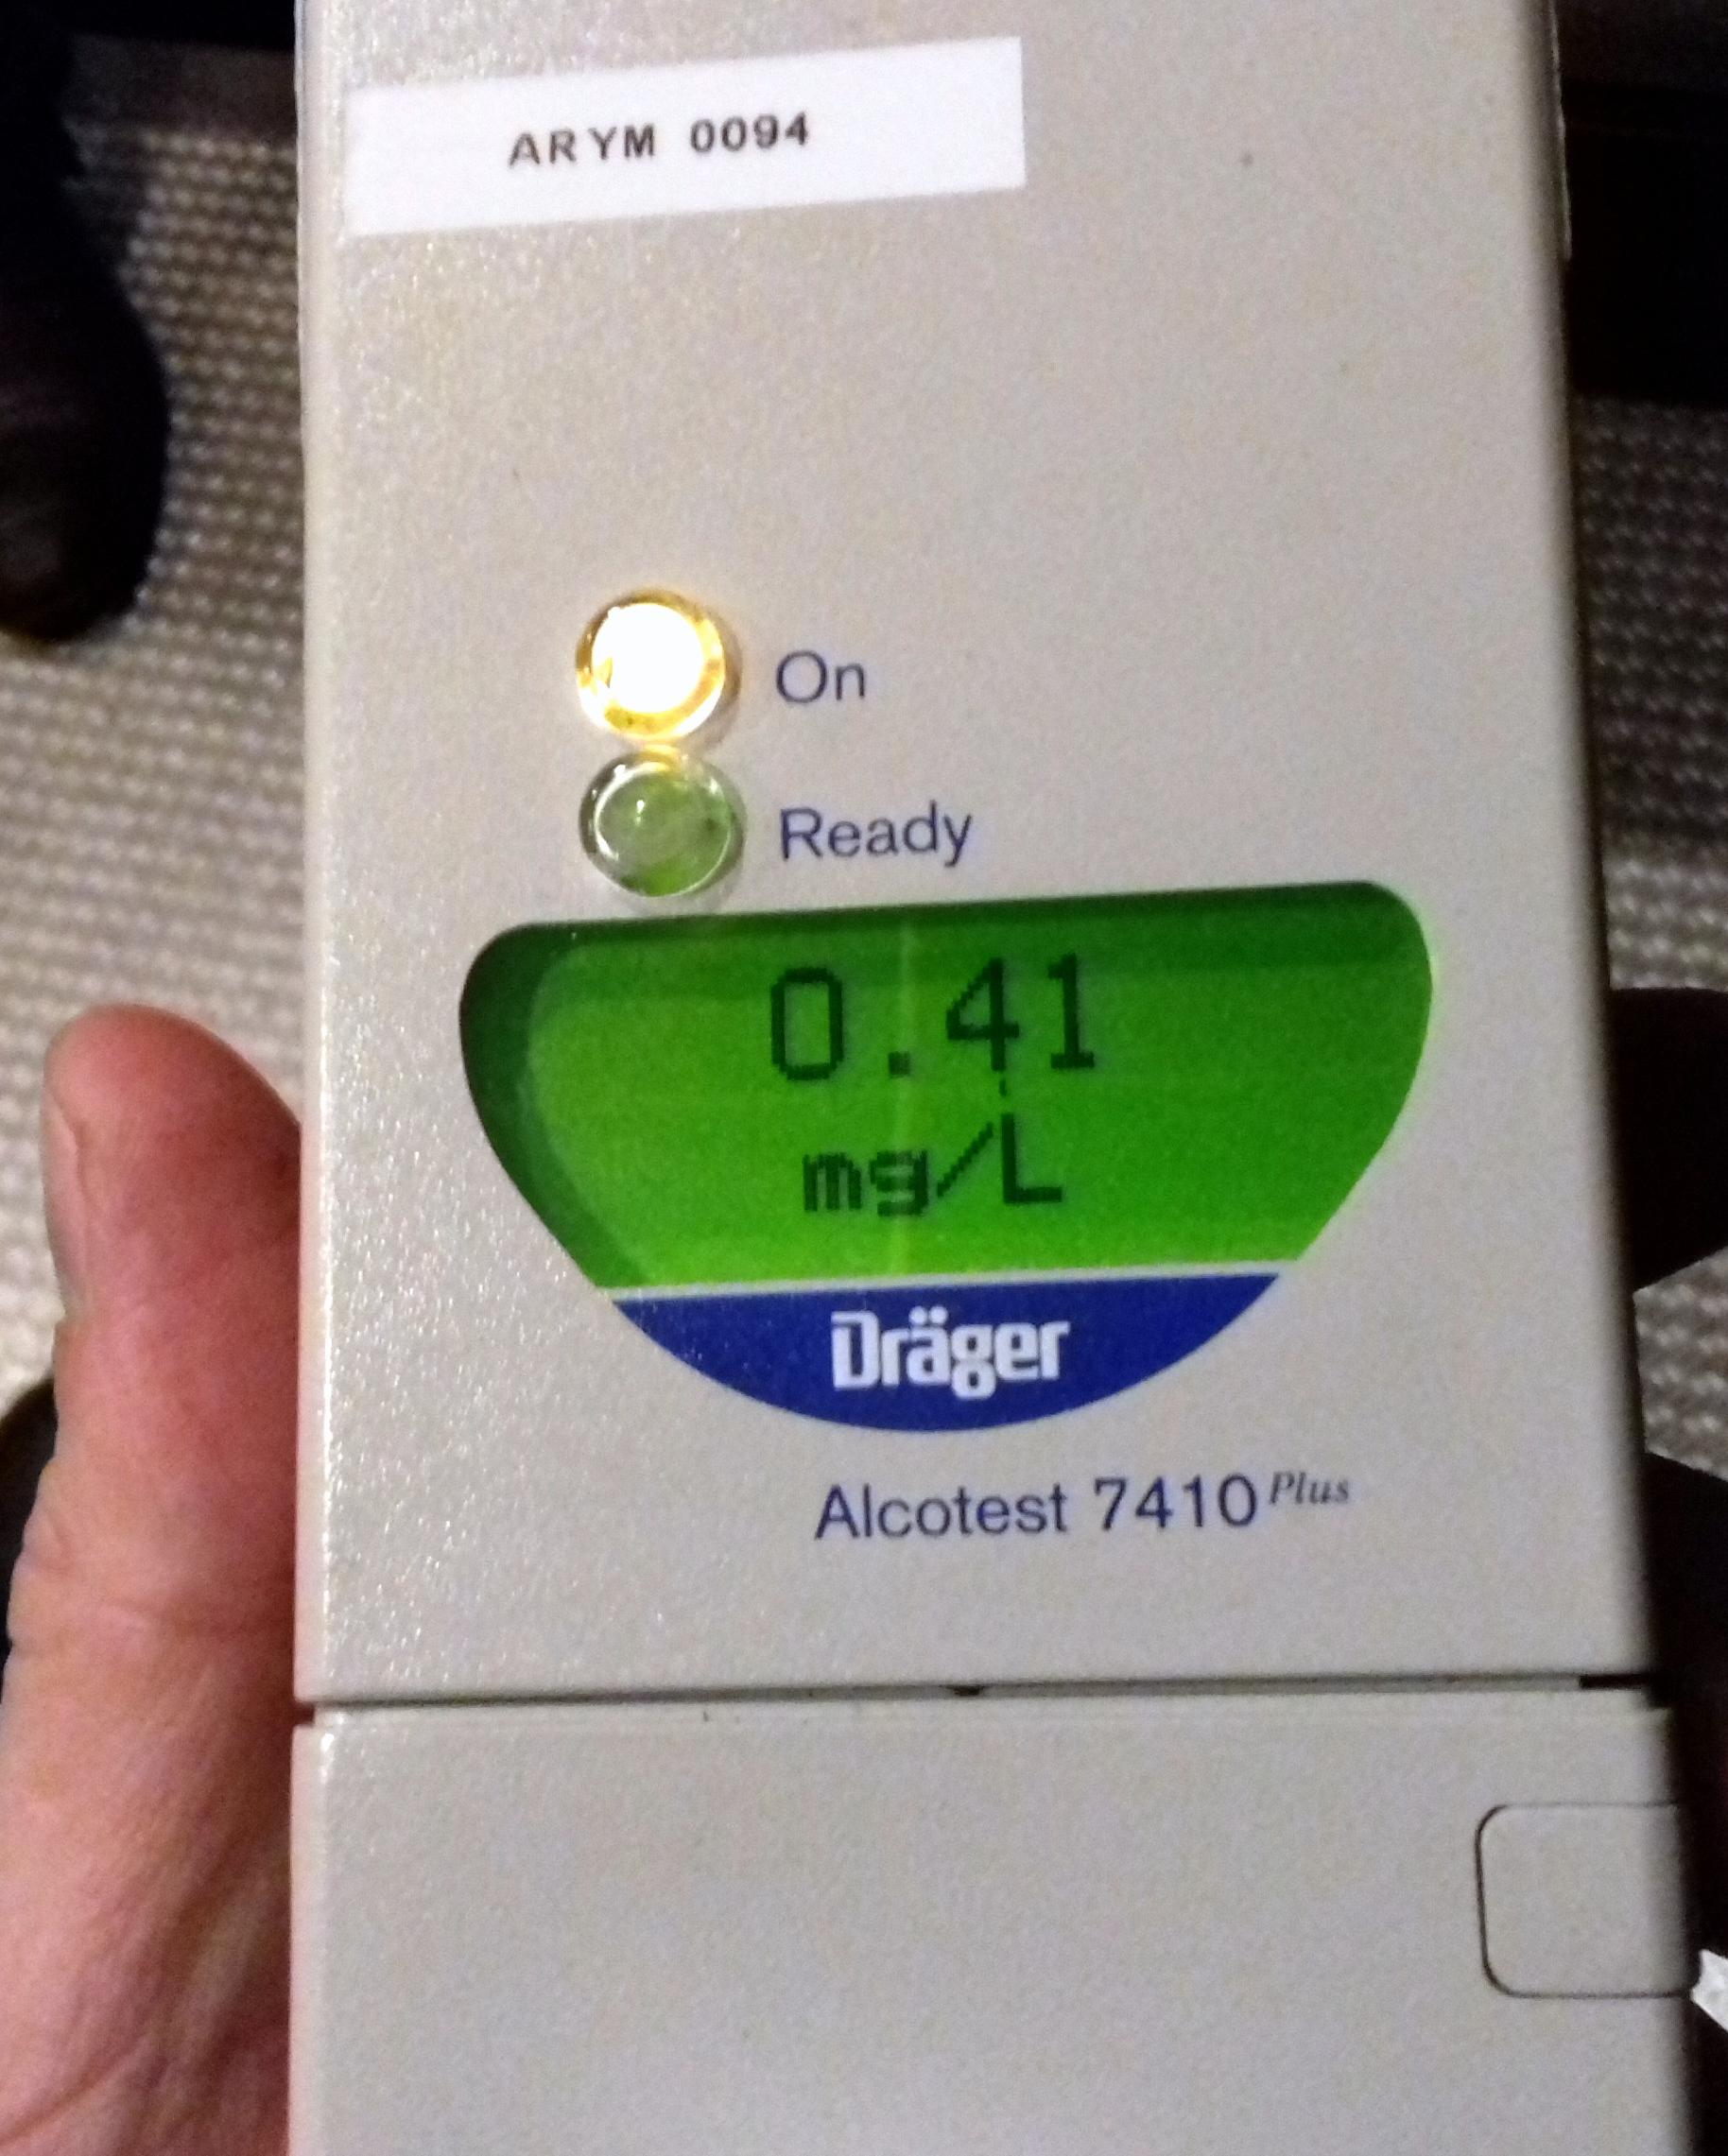 ARYM 0094
On
Ready
0.41
mg/L
Dräger
Alcotest 7410 Plus